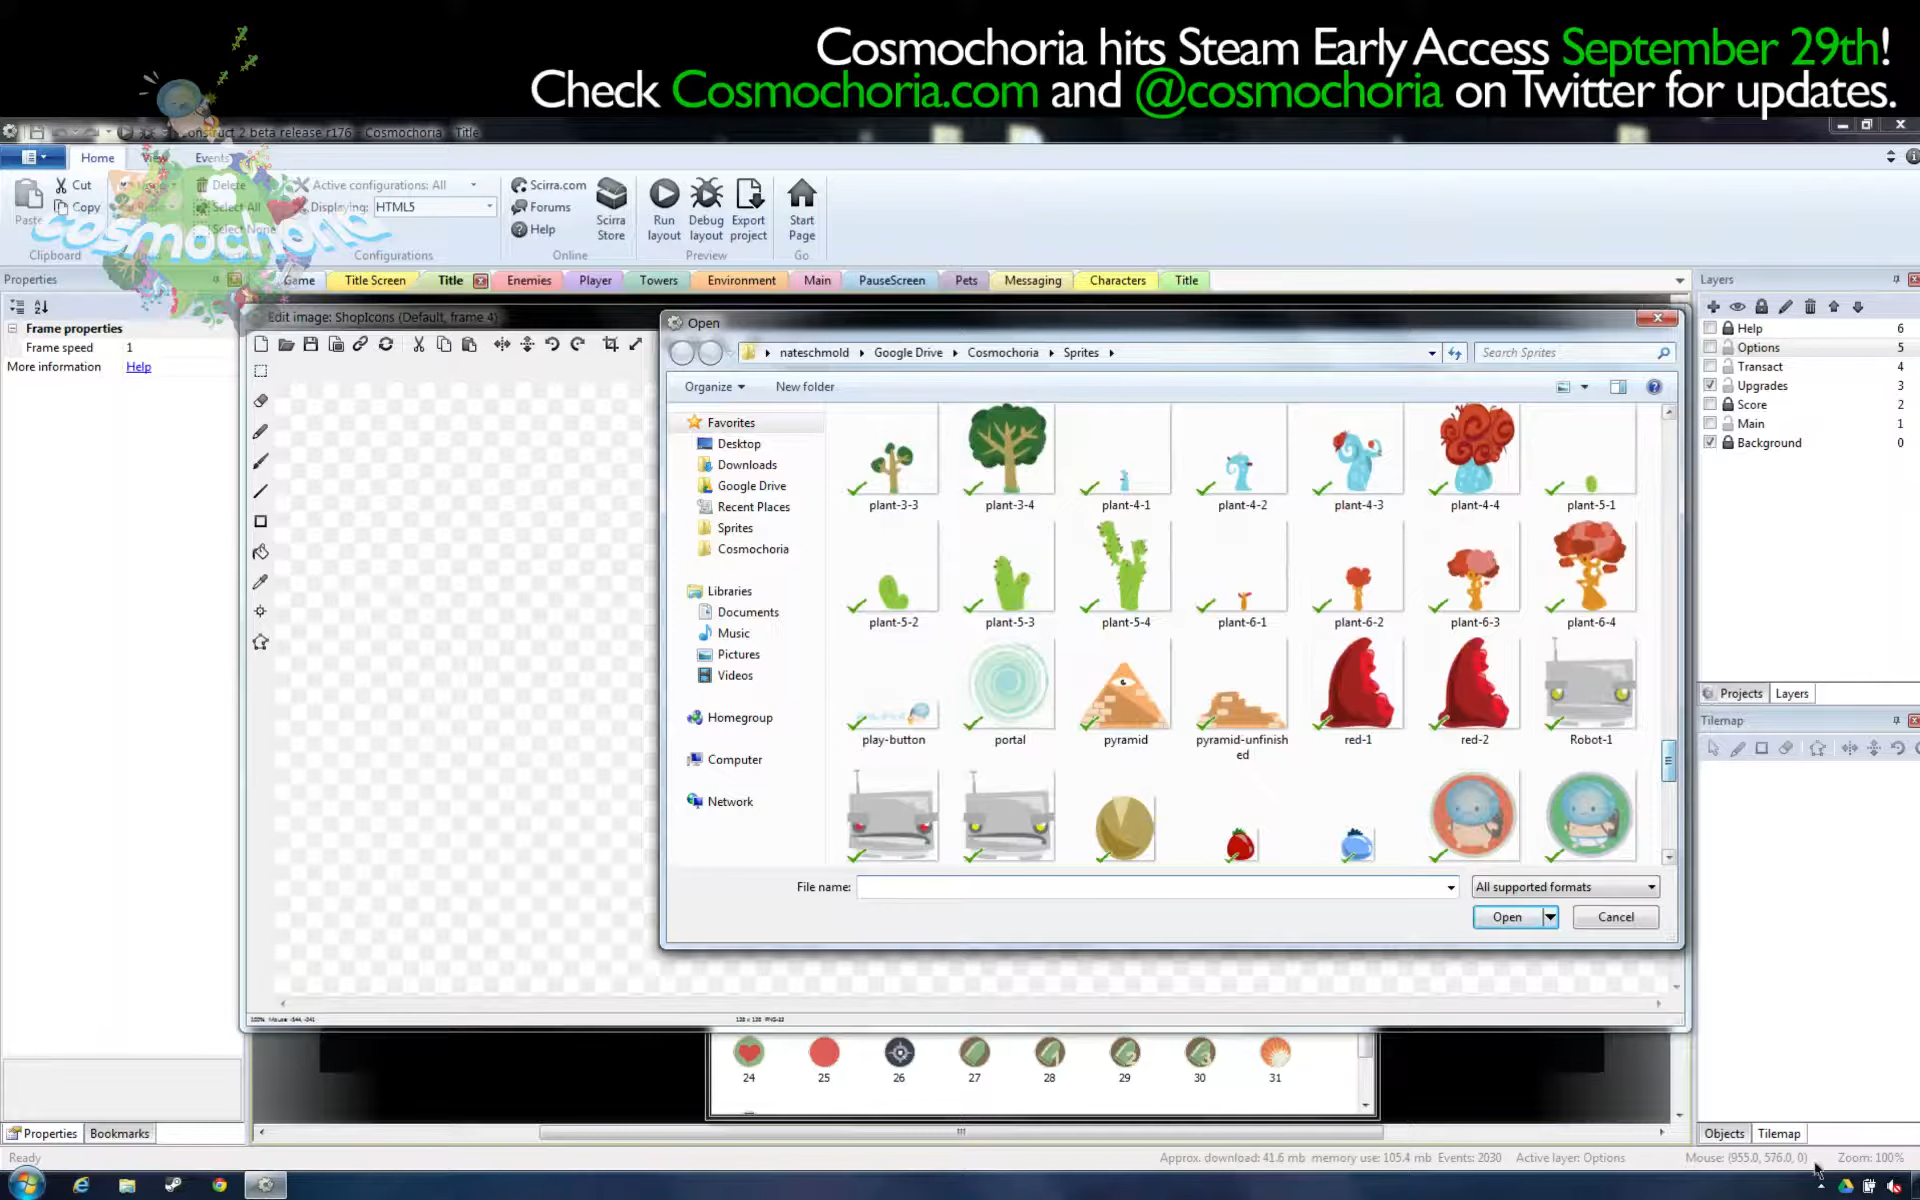 Cosmochoria hits Steam Early Access September 29th!
Check Cosmochoria.com and @cosmochoria on Twitter for updates.
Construct 2 beta release r176 - Cosmochoria - Title
Home View Events
Paste
Cut
Copy
Clipboard
Delete
Select All
Select None
Active configurations: All
Displaying: HTML5
Configurations
Scirra.com
Forums
Help
Scirra Store
Online
Run layout
Debug layout
Export project
Preview
Start Page
Go
cosmochoria
Properties
Game Title Screen Title Enemies Player Towers Environment Main PauseScreen Pets Messaging Characters Title
Frame properties
Frame speed 1
More information Help
Edit image: ShopIcons (Default, frame 4)
Open
nateschmold Google Drive Cosmochoria Sprites
Search Sprites
Organize New folder
Favorites
Desktop
Downloads
Google Drive
Recent Places
Sprites
Cosmochoria
Libraries
Documents
Music
Pictures
Videos
Homegroup
Computer
Network
plant-3-3 plant-3-4 plant-4-1 plant-4-2 plant-4-3 plant-4-4 plant-5-1
plant-5-2 plant-5-3 plant-5-4 plant-6-1 plant-6-2 plant-6-3 plant-6-4
play-button portal pyramid pyramid-unfinish
ed
red-1 red-2 Robot-1
File name:
All supported formats
Open Cancel
24 25 26 27 28 29 30 31
Layers
Help 6
Options 5
Transact 4
Upgrades 3
Score 2
Main 1
Background 0
Projects Layers
Tilemap
Objects Tilemap
Properties Bookmarks
Ready
Approx. download: 41.6 mb memory use: 105.4 mb Events: 2030 Active layer: Options Mouse: (955.0, 576.0, 0) Zoom: 100%